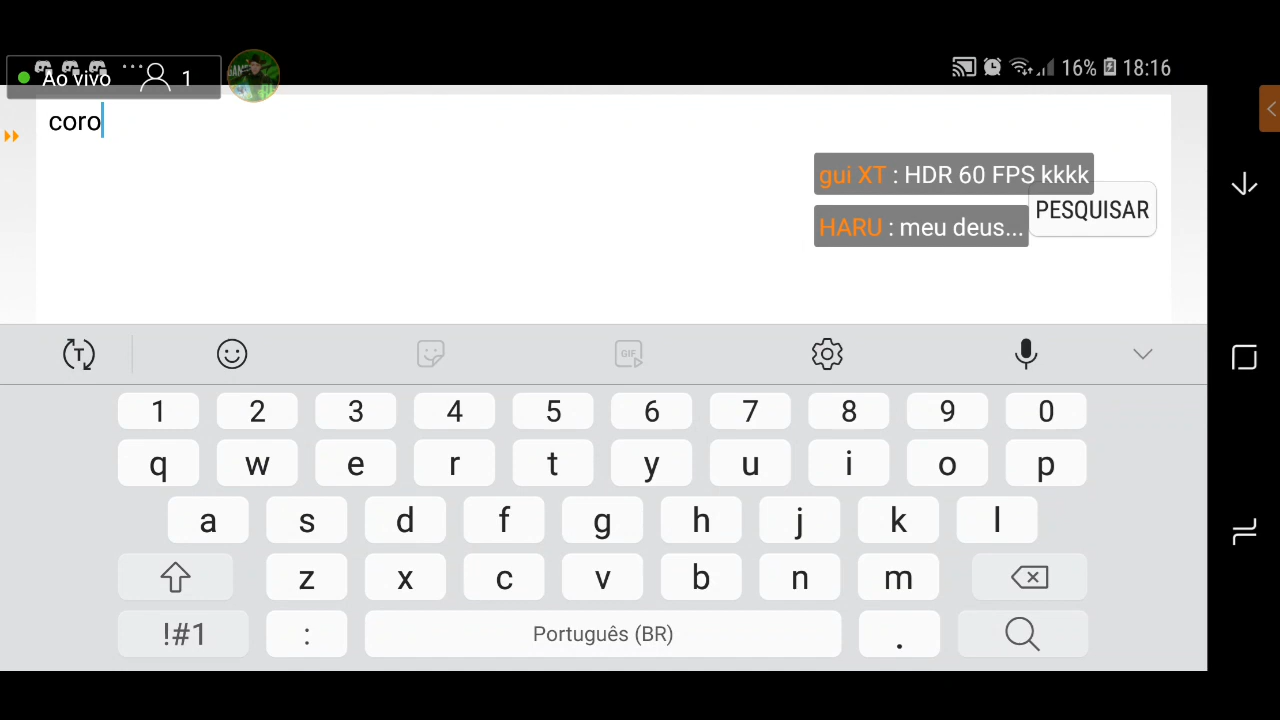 Ao vivo 1
16% 18:16
coro
gui XT : HDR 60 FPS kkkk
PESQUISAR
HARU : meu deus...
T GIF
1 2 3 4 5 6 7 8 9 0
q w e r t y u i o p
a s d f g h j k l
z x c v b n m
!#1 : Português (BR) .